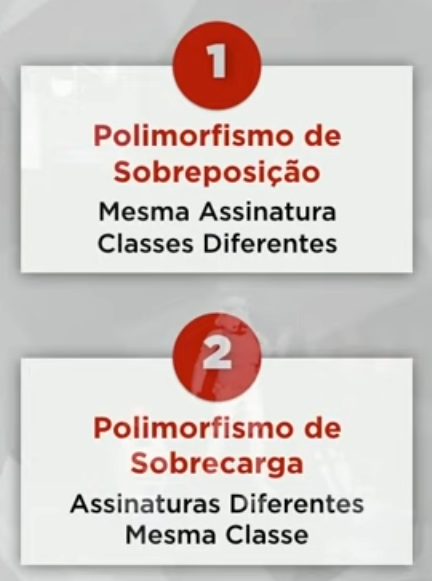 1
Polimorfismo de
Sobreposição
Mesma Assinatura
Classes Diferentes
2
Polimorfismo de
Sobrecarga
Assinaturas Diferentes
Mesma Classe